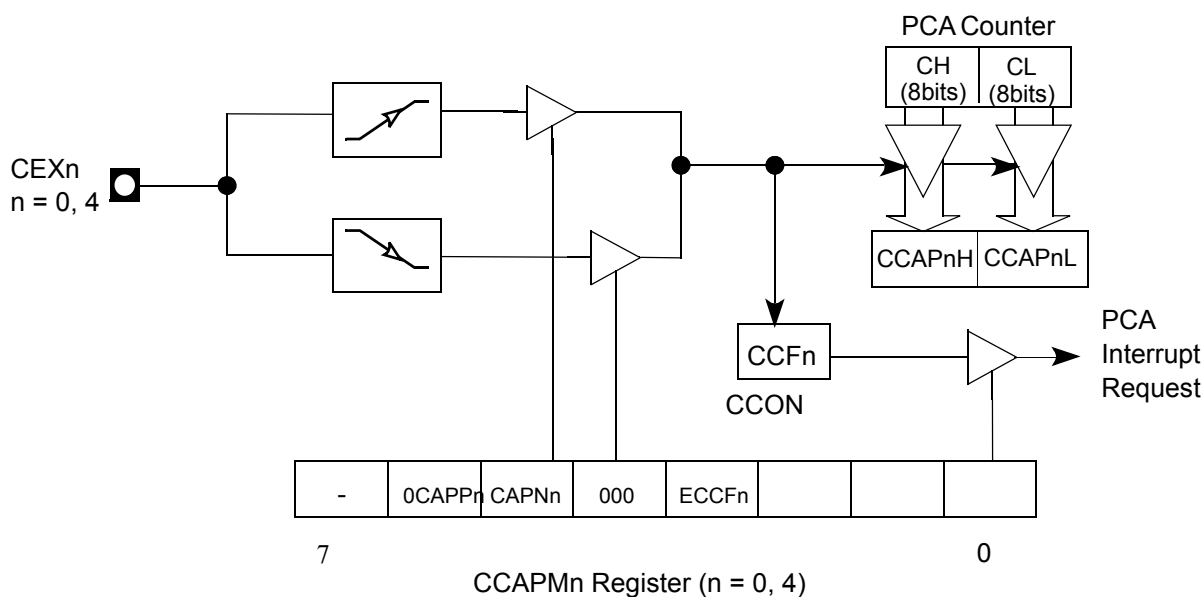 PCA Counter
CH
(8bits)
CL
(8bits)
CEXn
n = 0, 4
CCAPnH
CCAPnL
CCFn
CCON
PCA
Interrupt
Request
- 0CAPPn CAPNn 000 ECCFn
7 0
CCAPMn Register (n = 0, 4)